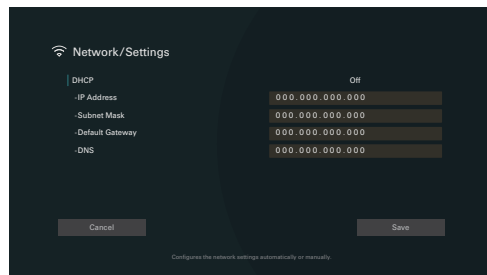 Network/Settings
DHCP Off
-IP Address 000.000.000.000
-Subnet Mask 000.000.000.000
-Default Gateway 000.000.000.000
-DNS 000.000.000.000
Cancel Save
Configures the network settings automatically or manually.